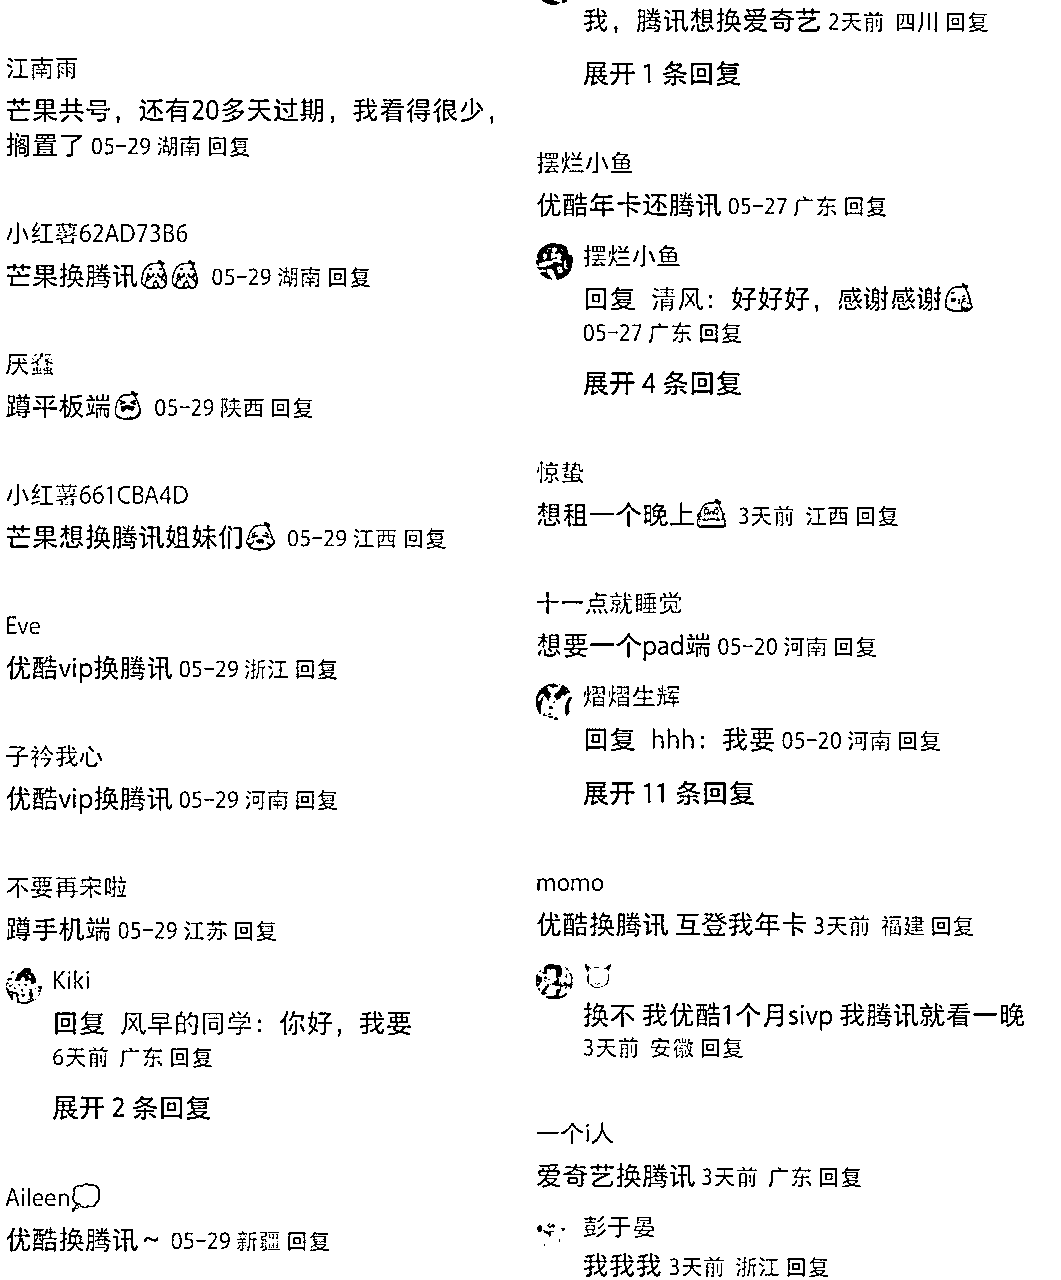 江南雨
芒果共号，还有20多天过期，我看得很少，
搁置了 05-29 湖南 回复
小红薯62AD73B6
芒果换腾讯 05-29 湖南 回复
厌蠢
蹲平板端 05-29 陕西 回复
小红薯661CBA4D
芒果想换腾讯姐妹们 05-29 江西 回复
Eve
优酷vip换腾讯 05-29 浙江 回复
子衿我心
优酷vip换腾讯 05-29 河南 回复
不要再宋啦
蹲手机端 05-29 江苏 回复
Kiki
回复 风早的同学：你好，我要
6天前 广东 回复
展开 2 条回复
Aileen
优酷换腾讯～ 05-29 新疆 回复
我，腾讯想换爱奇艺 2天前 四川 回复
展开 1 条回复
摆烂小鱼
优酷年卡还腾讯 05-27 广东 回复
摆烂小鱼
回复 清风：好好好，感谢感谢
05-27 广东 回复
展开 4 条回复
惊蛰
想租一个晚上 3天前 江西 回复
十一点就睡觉
想要一个pad端 05-20 河南 回复
熠熠生辉
回复 hhh：我要 05-20 河南 回复
展开 11 条回复
momo
优酷换腾讯 互登我年卡 3天前 福建 回复
换不 我优酷1个月sivp 我腾讯就看一晚
3天前 安徽 回复
一个i人
爱奇艺换腾讯 3天前 广东 回复
彭于晏
我我我 3天前 浙江 回复